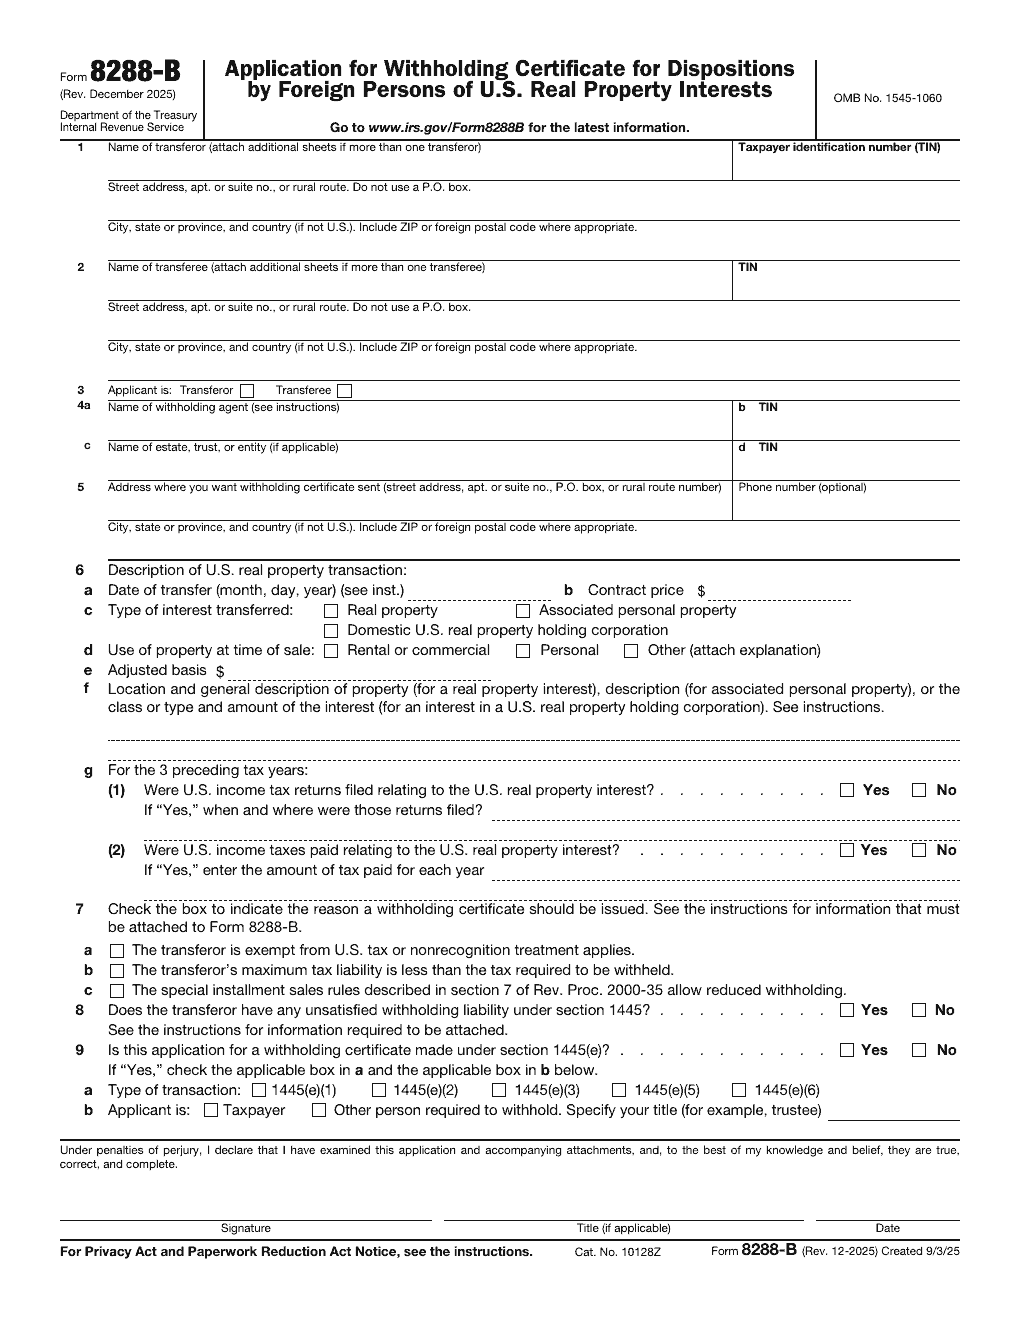 Form 8288-B
(Rev. December 2025)
Department of the Treasury
Internal Revenue Service
Application for Withholding Certificate for Dispositions
by Foreign Persons of U.S. Real Property Interests
Go to www.irs.gov/Form8288B for the latest information.
OMB No. 1545-1060
1 Name of transferor (attach additional sheets if more than one transferor) Taxpayer identification number (TIN)
Street address, apt. or suite no., or rural route. Do not use a P.O. box.
City, state or province, and country (if not U.S.). Include ZIP or foreign postal code where appropriate.
2 Name of transferee (attach additional sheets if more than one transferee) TIN
Street address, apt. or suite no., or rural route. Do not use a P.O. box.
City, state or province, and country (if not U.S.). Include ZIP or foreign postal code where appropriate.
3 Applicant is: Transferor Transferee
4a Name of withholding agent (see instructions) b TIN
c Name of estate, trust, or entity (if applicable) d TIN
5 Address where you want withholding certificate sent (street address, apt. or suite no., P.O. box, or rural route number) Phone number (optional)
City, state or province, and country (if not U.S.). Include ZIP or foreign postal code where appropriate.
6 Description of U.S. real property transaction:
a Date of transfer (month, day, year) (see inst.) b Contract price $
c Type of interest transferred: Real property Associated personal property
Domestic U.S. real property holding corporation
d Use of property at time of sale: Rental or commercial Personal Other (attach explanation)
e Adjusted basis $
f Location and general description of property (for a real property interest), description (for associated personal property), or the
class or type and amount of the interest (for an interest in a U.S. real property holding corporation). See instructions.
g For the 3 preceding tax years:
(1) Were U.S. income tax returns filed relating to the U.S. real property interest? . . . . . . . . . Yes No
If “Yes,” when and where were those returns filed?
(2) Were U.S. income taxes paid relating to the U.S. real property interest? . . . . . . . . . . Yes No
If “Yes,” enter the amount of tax paid for each year
7 Check the box to indicate the reason a withholding certificate should be issued. See the instructions for information that must
be attached to Form 8288-B.
a The transferor is exempt from U.S. tax or nonrecognition treatment applies.
b The transferor’s maximum tax liability is less than the tax required to be withheld.
c The special installment sales rules described in section 7 of Rev. Proc. 2000-35 allow reduced withholding.
8 Does the transferor have any unsatisfied withholding liability under section 1445? . . . . . . . . . Yes No
See the instructions for information required to be attached.
9 Is this application for a withholding certificate made under section 1445(e)? . . . . . . . . . . . Yes No
If “Yes,” check the applicable box in a and the applicable box in b below.
a Type of transaction: 1445(e)(1) 1445(e)(2) 1445(e)(3) 1445(e)(5) 1445(e)(6)
b Applicant is: Taxpayer Other person required to withhold. Specify your title (for example, trustee)
Under penalties of perjury, I declare that I have examined this application and accompanying attachments, and, to the best of my knowledge and belief, they are true,
correct, and complete.
Signature Title (if applicable) Date
For Privacy Act and Paperwork Reduction Act Notice, see the instructions. Cat. No. 10128Z Form 8288-B (Rev. 12-2025) Created 9/3/25